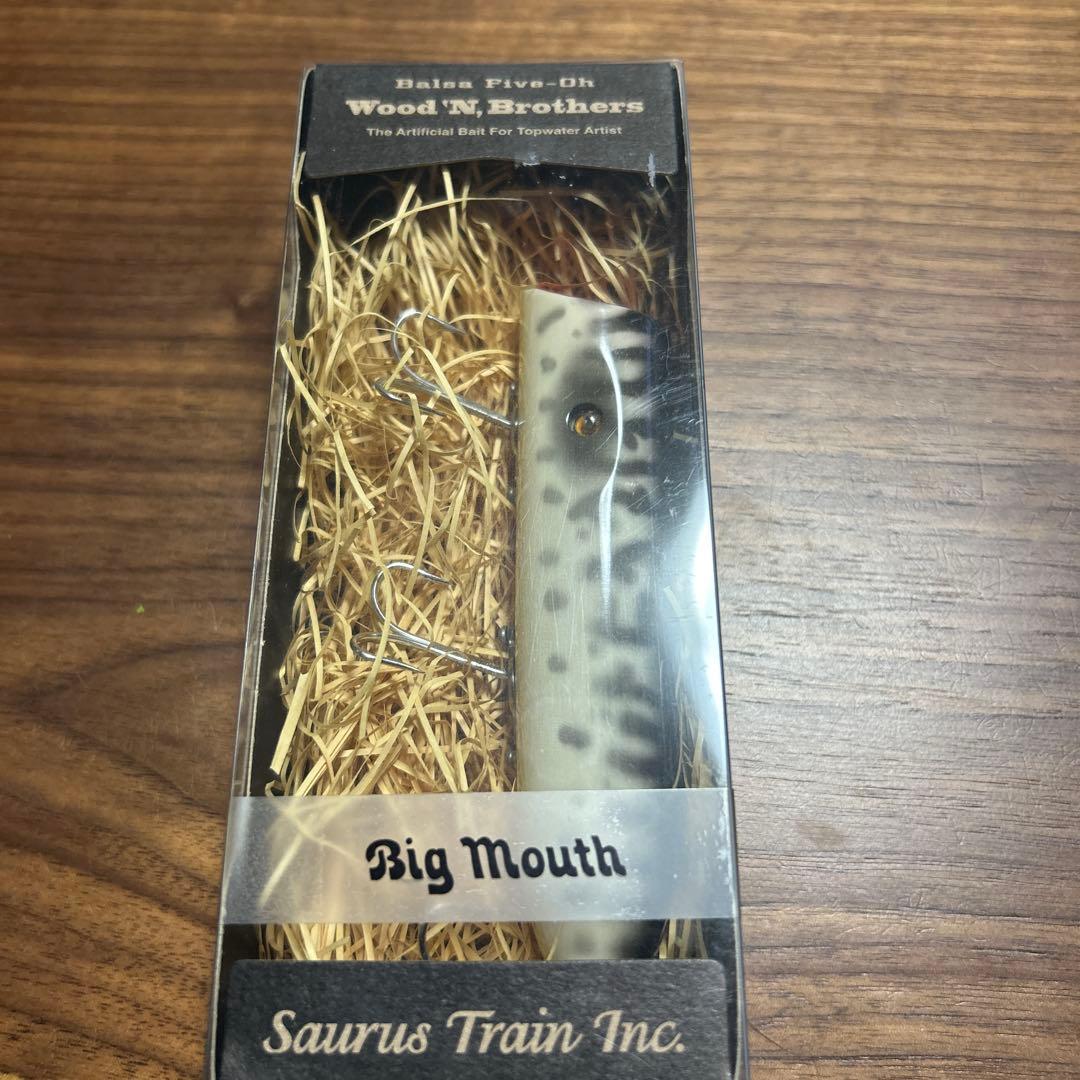 Balsa Five-Oh
Wood 'N, Brothers
The Artificial Bait For Topwater Artist
Big Mouth
Saurus Train Inc.